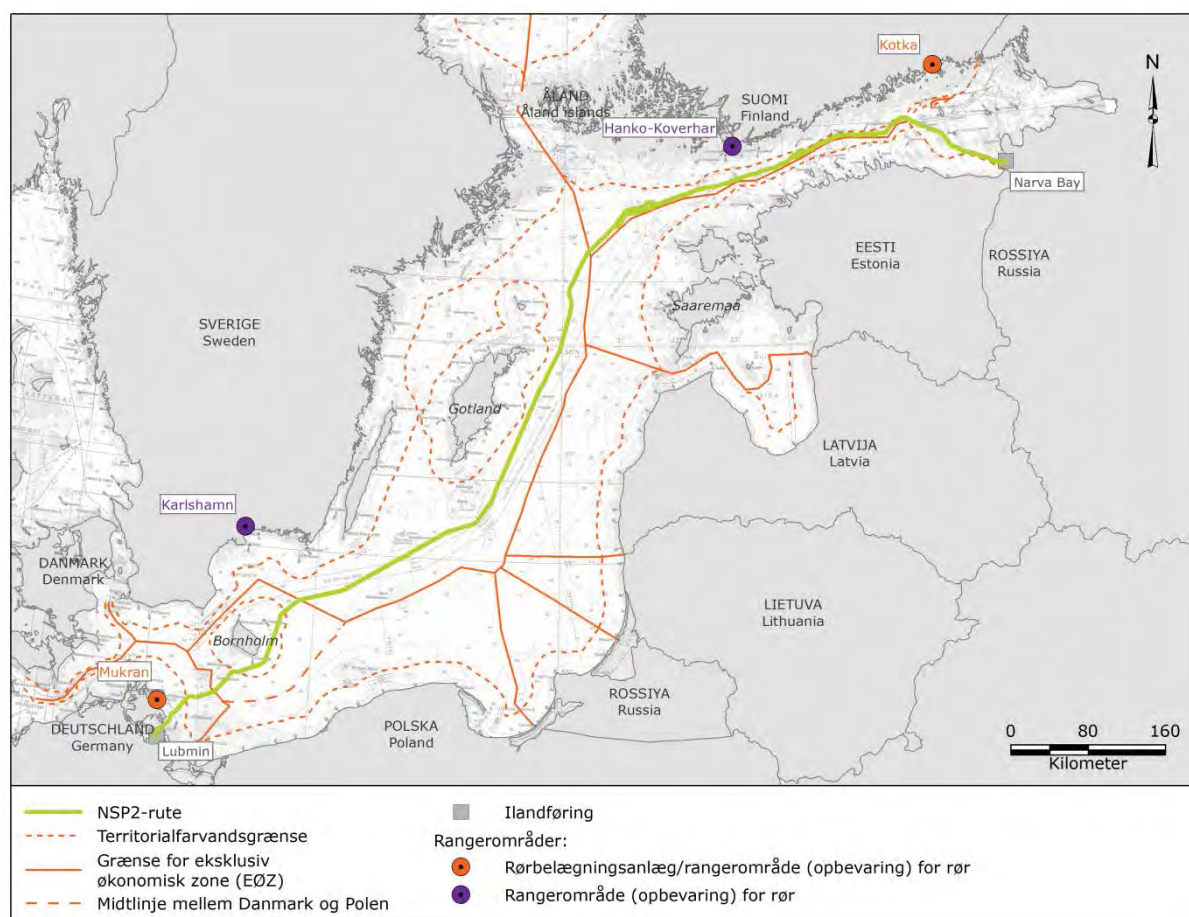 Kotka
N
ÅLAND
Åland islands
SUOMI
Finland
Hanko-Koverhar
Narva Bay
EESTI
Estonia
ROSSIYA
Russia
Saaremaa
SVERIGE
Sweden
Gotland
LATVIJA
Latvia
Karlshamn
DANMARK
Denmark
LIETUVA
Lithuania
Bornholm
Mukran
ROSSIYA
Russia
POLSKA
Poland
DEUTSCHLAND
Germany
Lubmin
0 80 160
Kilometer
NSP2-rute
Territorialfarvandsgrænse
Grænse for eksklusiv
økonomisk zone (EØZ)
Midtlinje mellem Danmark og Polen
Ilandføring
Rangerområder:
Rørbelægningsanlæg/rangerområde (opbevaring) for rør
Rangerområde (opbevaring) for rør